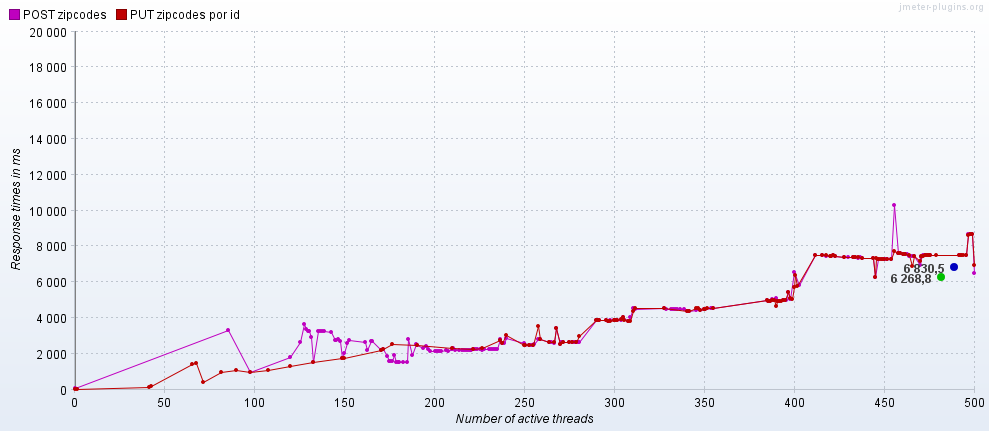 jmeter-plugins.org
POST zipcodes PUT zipcodes por id
20 000
18 000
16 000
14 000
12 000
10 000
8 000
6 000
4 000
2 000
0
Response times in ms
6 830,5
6 268,8
0 50 100 150 200 250 300 350 400 450 500
Number of active threads